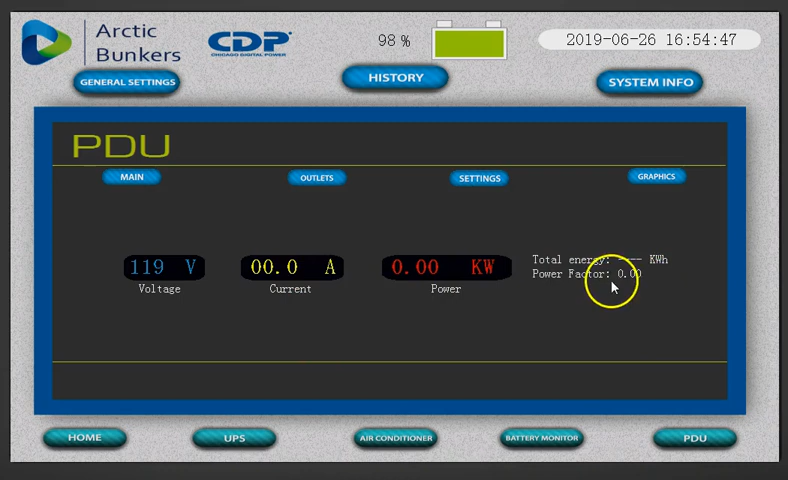 Arctic
Bunkers
CDP
CHICAGO DIGITAL POWER
98 %
2019-06-26 16:54:47
GENERAL SETTINGS
HISTORY
SYSTEM INFO
PDU
MAIN
OUTLETS
SETTINGS
GRAPHICS
119 V
00.0 A
0.00 KW
Total energy: ---- KWh
Power Factor: 0.00
Voltage
Current
Power
HOME
UPS
AIR CONDITIONER
BATTERY MONITOR
PDU